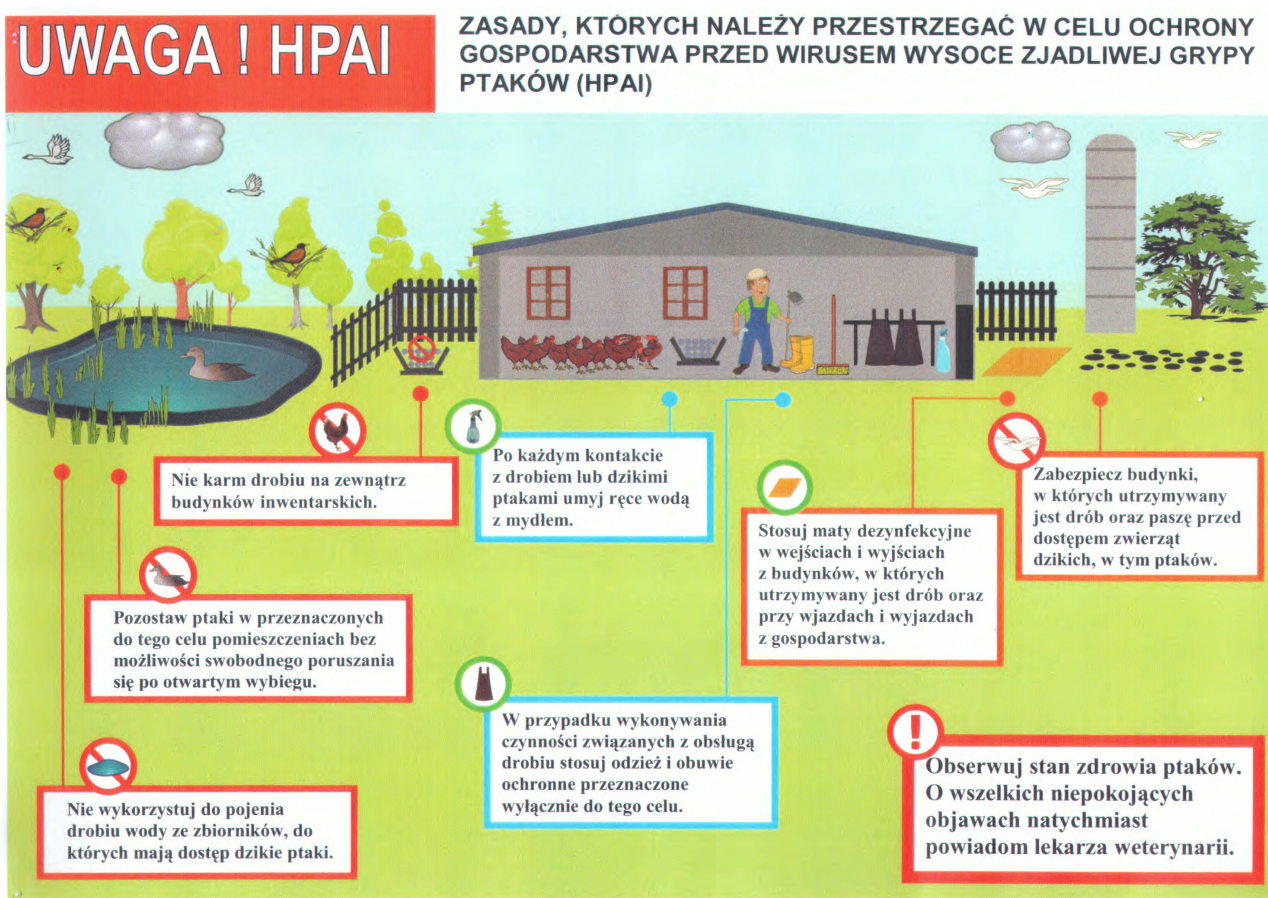 UWAGA ! HPAI
ZASADY, KTÓRYCH NALEŻY PRZESTRZEGAĆ W CELU OCHRONY
GOSPODARSTWA PRZED WIRUSEM WYSOCE ZJADLIWEJ GRYPY
PTAKÓW (HPAI)
Nie karm drobiu na zewnątrz
budynków inwentarskich.
Po każdym kontakcie
z drobiem lub dzikimi
ptakami umyj ręce wodą
z mydłem.
Stosuj maty dezynfekcyjne
w wejściach i wyjściach
z budynków, w których
utrzymywany jest drób oraz
przy wjazdach i wyjazdach
z gospodarstwa.
Zabezpiecz budynki,
w których utrzymywany
jest drób oraz paszę przed
dostępem zwierząt
dzikich, w tym ptaków.
Pozostaw ptaki w przeznaczonych
do tego celu pomieszczeniach bez
możliwości swobodnego poruszania
się po otwartym wybiegu.
W przypadku wykonywania
czynności związanych z obsługą
drobiu stosuj odzież i obuwie
ochronne przeznaczone
wyłącznie do tego celu.
Nie wykorzystuj do pojenia
drobiu wody ze zbiorników, do
których mają dostęp dzikie ptaki.
Obserwuj stan zdrowia ptaków.
O wszelkich niepokojących
objawach natychmiast
powiadom lekarza weterynarii.